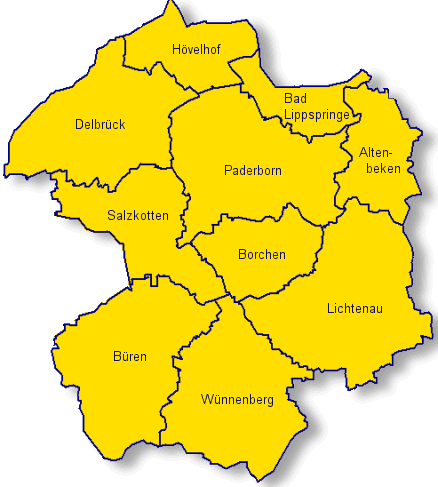 Hövelhof
Bad
Lippspringe
Delbrück
Alten-
beken
Paderborn
Salzkotten
Borchen
Lichtenau
Büren
Wünnenberg